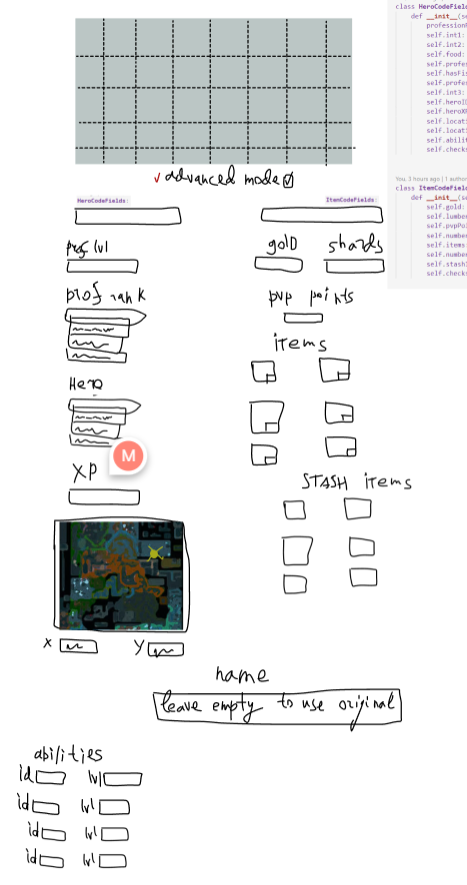 class HeroCodeField
def __init__(se
profession
self.int1:
self.int2:
self.food:
self.profes
self.hasFis
self.profes
self.int3:
self.heroID
self.heroXP
self.locati
self.locati
self.abilit
self.checks
advanced mode
You, 3 hours ago | 1 author
class ItemCodeField
def __init__(se
self.gold:
self.lumber
self.pvpPoi
self.number
self.items
self.number
self.stashI
self.checks
HeroCodeFields:
ItemCodeFields:
prof lvl
gold shards
prof rank
pvp points
items
Hero
M
XP
STASH items
X Y
name
leave empty to use original
abilities
id lvl
id lvl
id lvl
id lvl